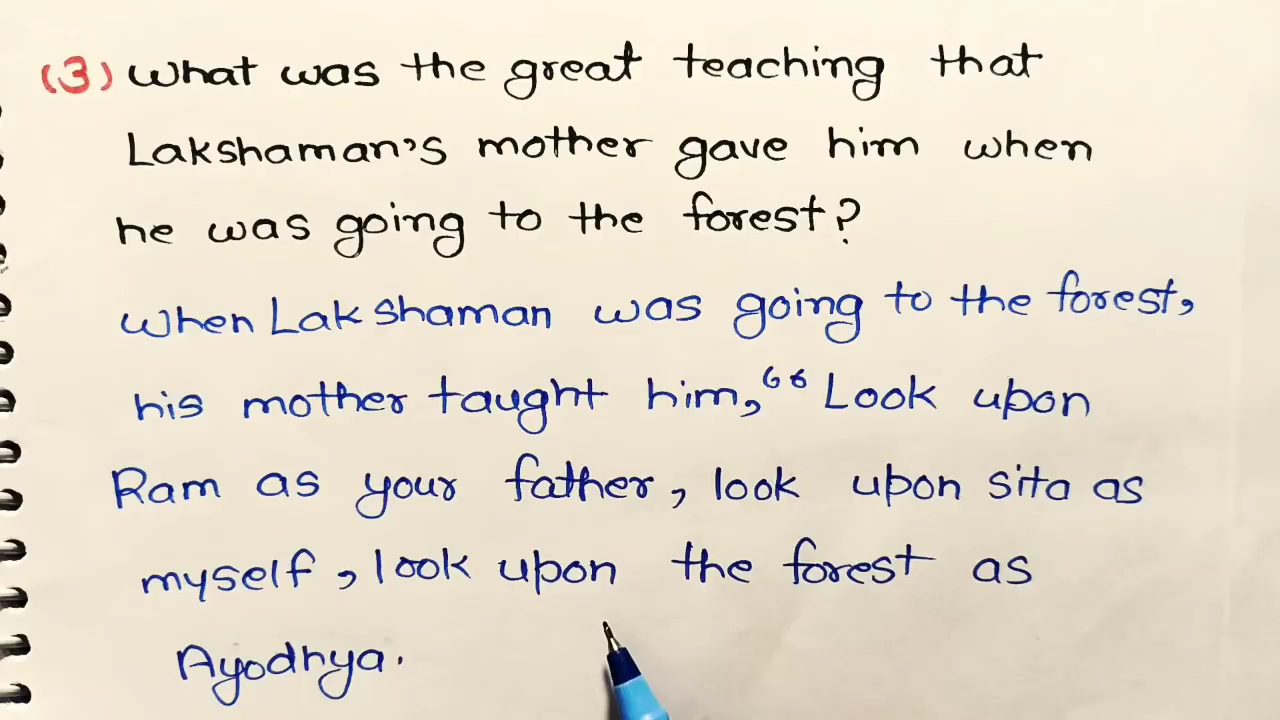 (3) What was the great teaching that
Lakshaman's mother gave him when
he was going to the forest?
When Lakshaman was going to the forest,
his mother taught him, “Look upon
Ram as your father, look upon sita as
myself, look upon the forest as
Ayodhya.